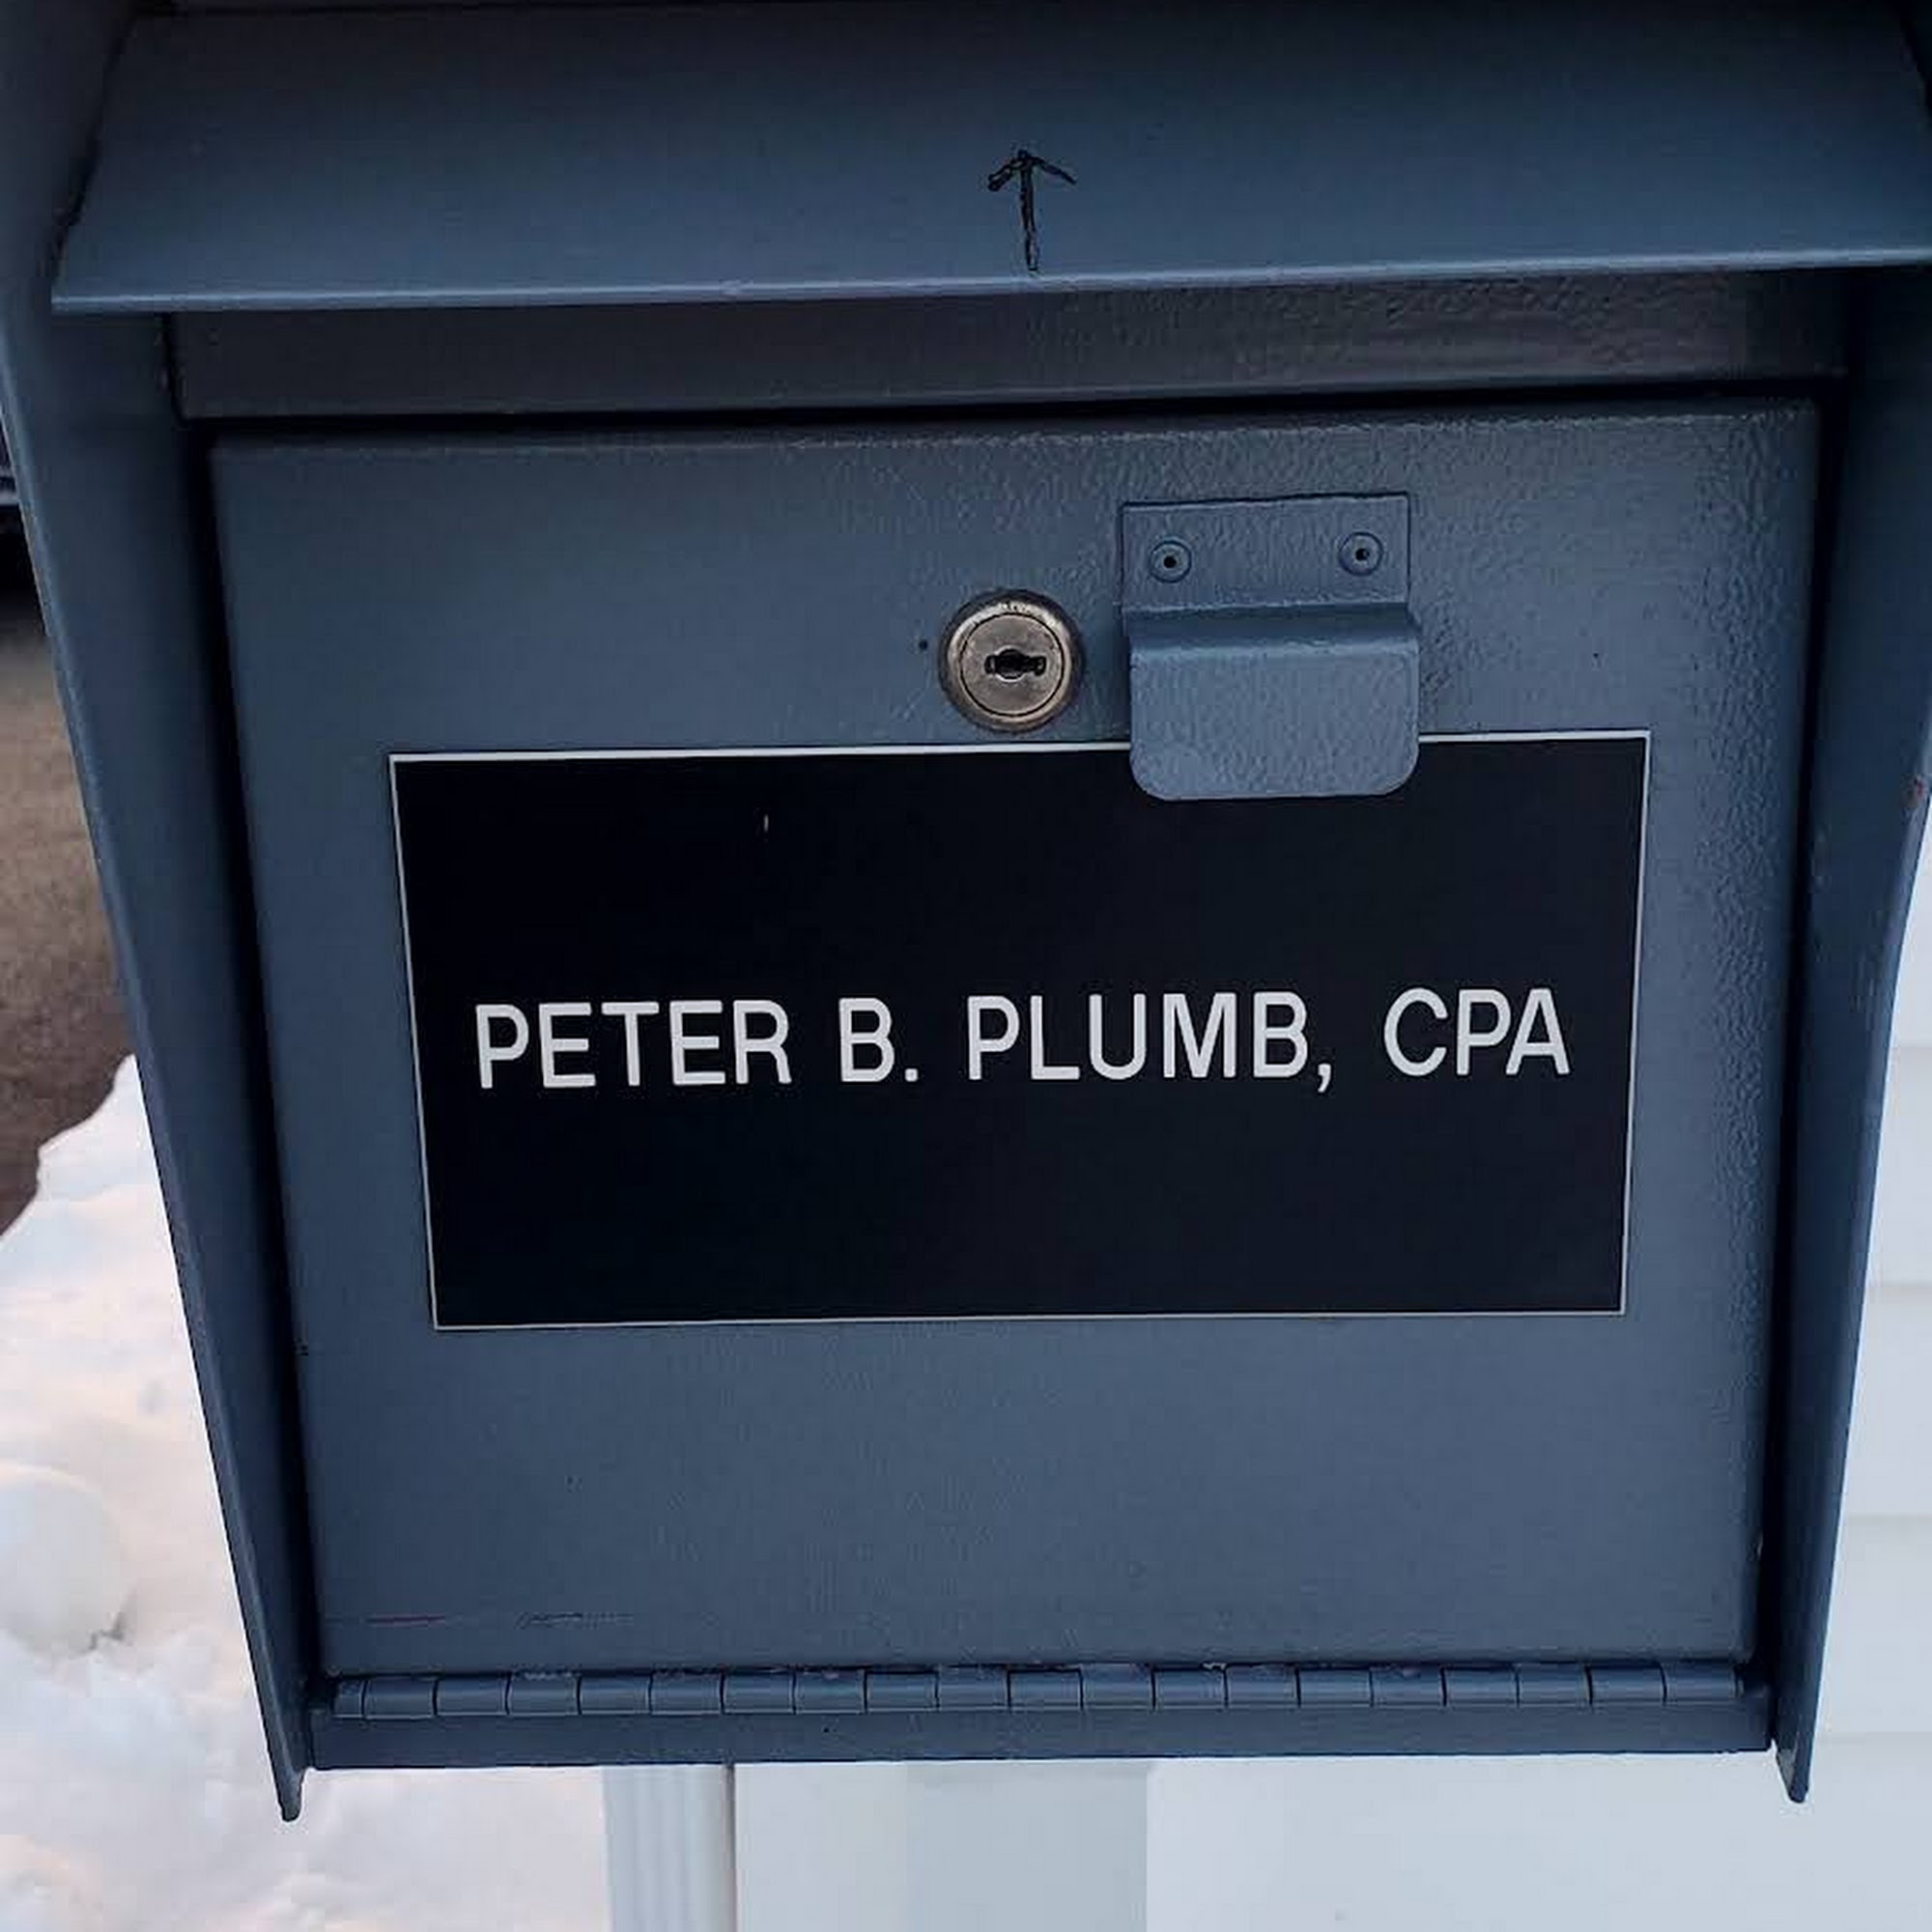 PETER B. PLUMB, CPA